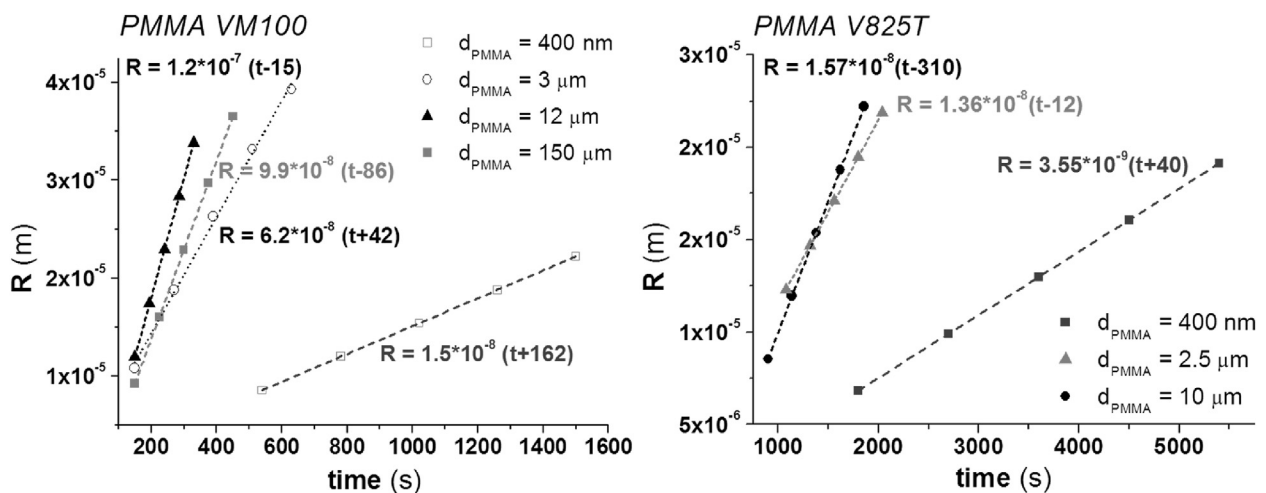 PMMA VM100
R = 1.2*10⁻⁷ (t-15)
R = 9.9*10⁻⁸ (t-86)
R = 6.2*10⁻⁸ (t+42)
R = 1.5*10⁻⁸ (t+162)
d_PMMA = 400 nm
d_PMMA = 3 μm
d_PMMA = 12 μm
d_PMMA = 150 μm
R (m)
4x10⁻⁵
3x10⁻⁵
2x10⁻⁵
1x10⁻⁵
200 400 600 800 1000 1200 1400 1600
time (s)
PMMA V825T
R = 1.57*10⁻⁸(t-310)
R = 1.36*10⁻⁸(t-12)
R = 3.55*10⁻⁹(t+40)
d_PMMA = 400 nm
d_PMMA = 2.5 μm
d_PMMA = 10 μm
R (m)
3x10⁻⁵
2x10⁻⁵
2x10⁻⁵
1x10⁻⁵
5x10⁻⁶
1000 2000 3000 4000 5000
time (s)